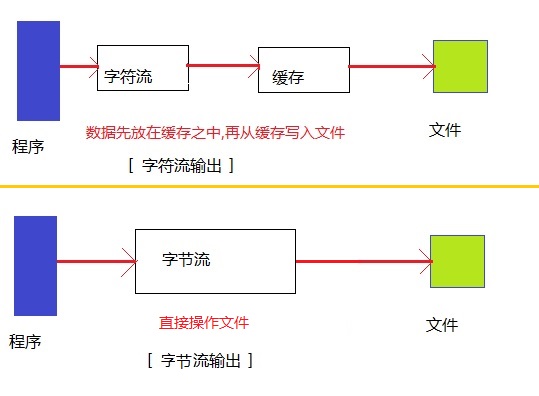 字符流
缓存
文件
程序
数据先放在缓存之中,再从缓存写入文件
[ 字符流输出 ]
字节流
直接操作文件
文件
程序
[ 字节流输出 ]